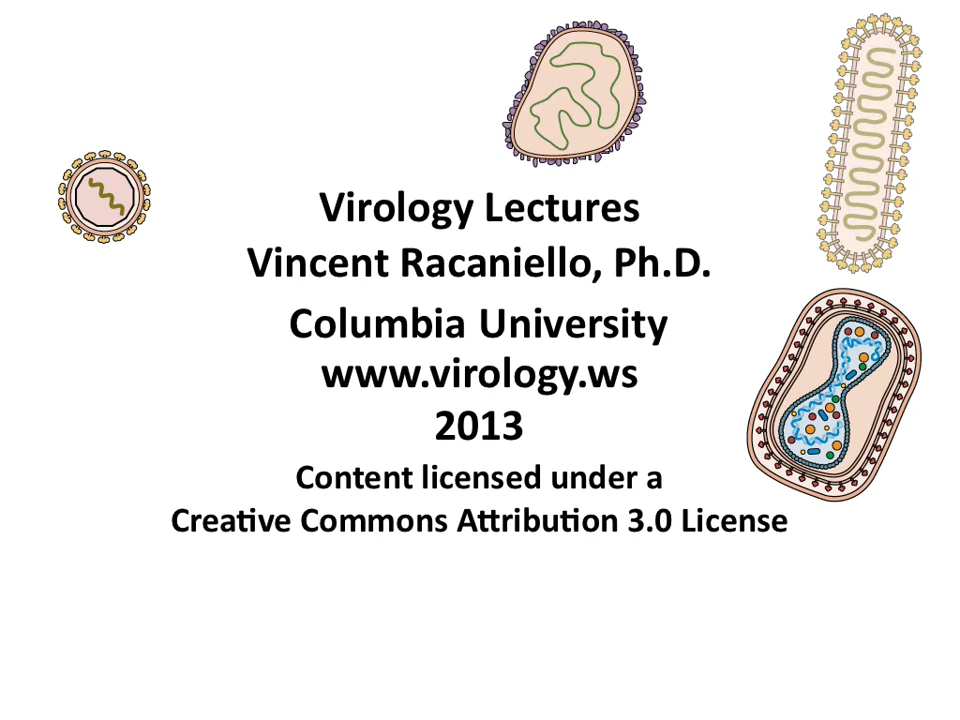 Virology Lectures
Vincent Racaniello, Ph.D.
Columbia University
www.virology.ws
2013
Content licensed under a
Creative Commons Attribution 3.0 License